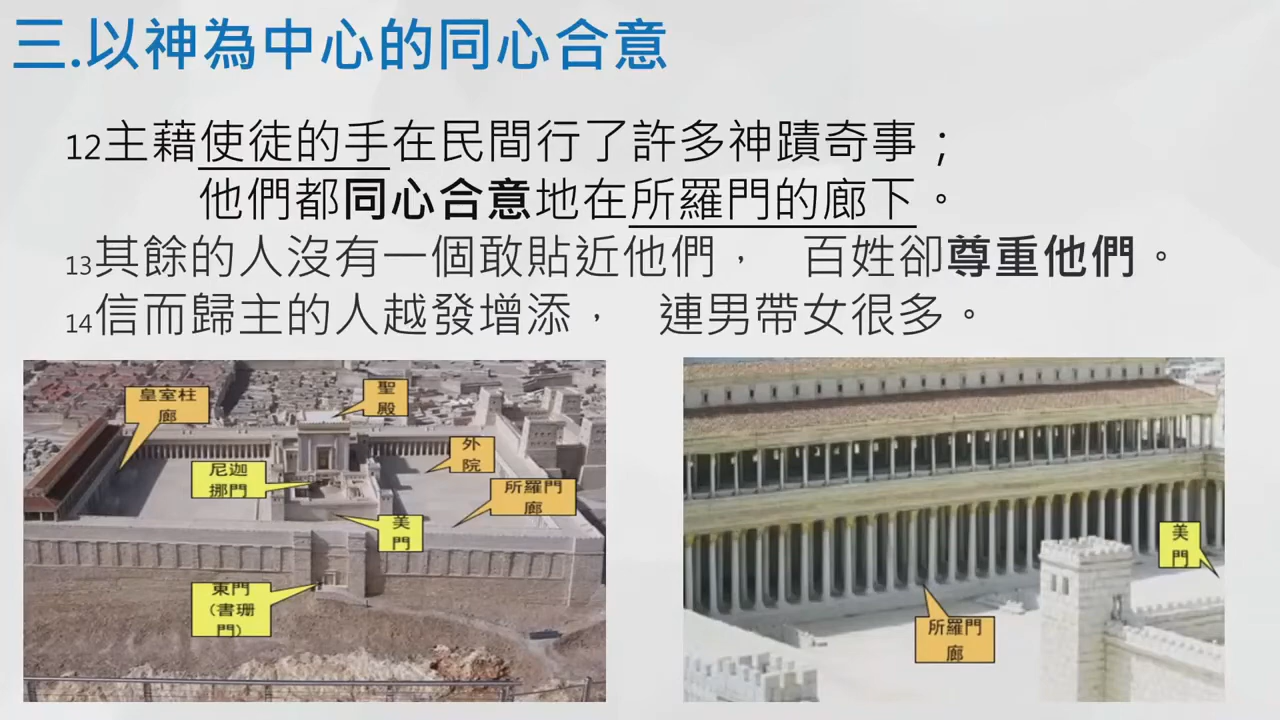 三.以神為中心的同心合意
12主藉使徒的手在民間行了許多神蹟奇事；
他們都同心合意地在所羅門的廊下。
13其餘的人沒有一個敢貼近他們， 百姓卻尊重他們。
14信而歸主的人越發增添， 連男帶女很多。
皇室柱
廊
聖
殿
外
院
尼迦
挪門
所羅門
廊
美
門
東門
（書珊
門）
美
門
所羅門
廊